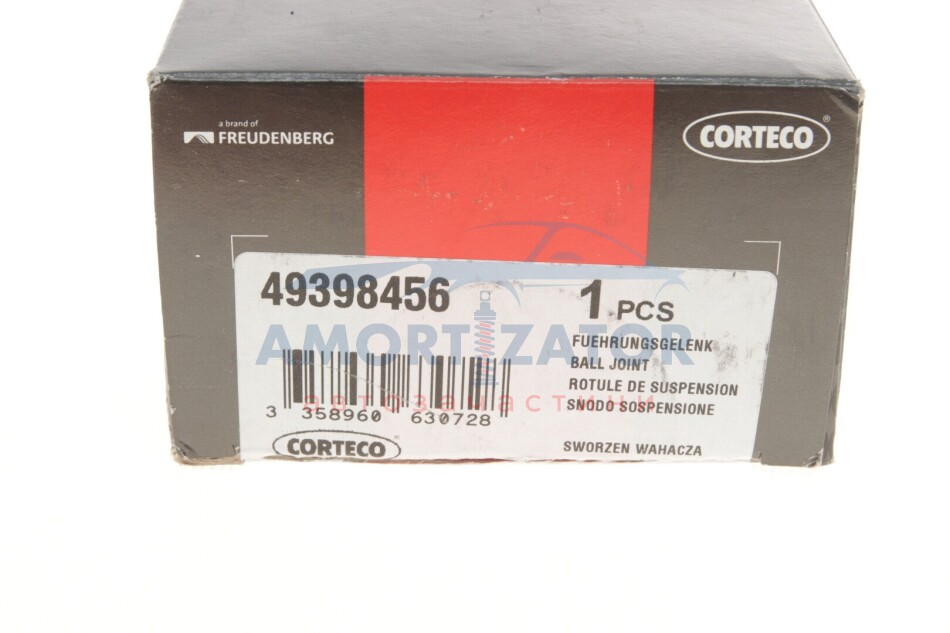 a brand of
FREUDENBERG
CORTECO®
49398456
1 PCS
AMORTIZATOR
автозапчастини
FUEHRUNGSGELENK
BALL JOINT
ROTULE DE SUSPENSION
SNODO SOSPENSIONE
3 358960 630728
CORTECO®
SWORZEN WAHACZA